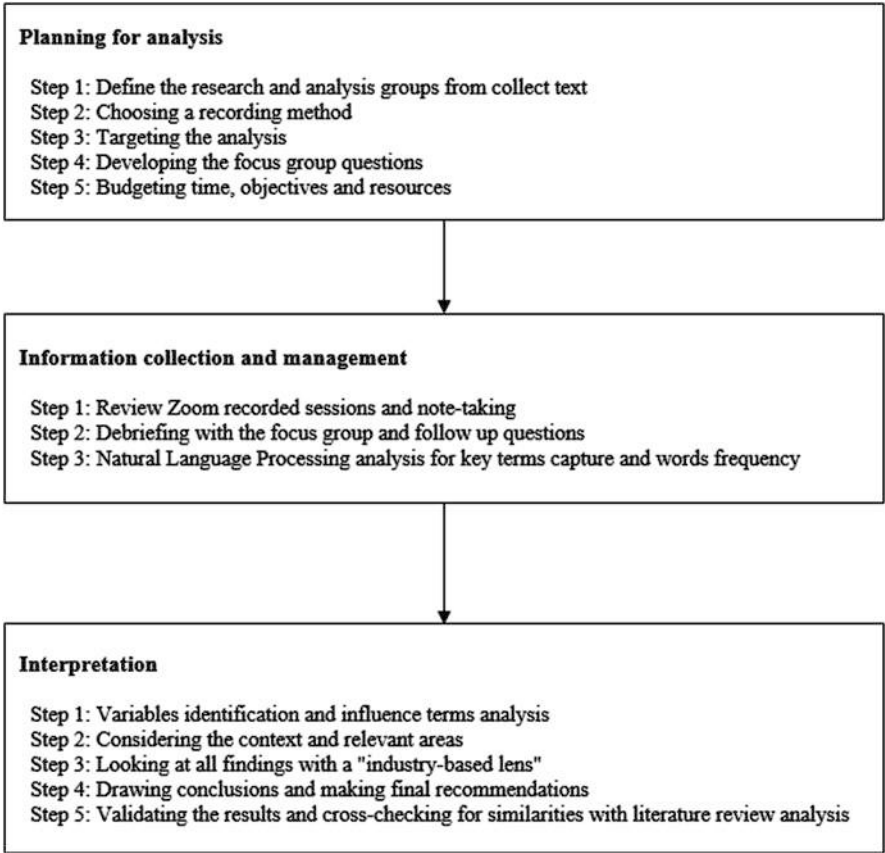 Planning for analysis
Step 1: Define the research and analysis groups from collect text
Step 2: Choosing a recording method
Step 3: Targeting the analysis
Step 4: Developing the focus group questions
Step 5: Budgeting time, objectives and resources
Information collection and management
Step 1: Review Zoom recorded sessions and note-taking
Step 2: Debriefing with the focus group and follow up questions
Step 3: Natural Language Processing analysis for key terms capture and words frequency
Interpretation
Step 1: Variables identification and influence terms analysis
Step 2: Considering the context and relevant areas
Step 3: Looking at all findings with a "industry-based lens"
Step 4: Drawing conclusions and making final recommendations
Step 5: Validating the results and cross-checking for similarities with literature review analysis